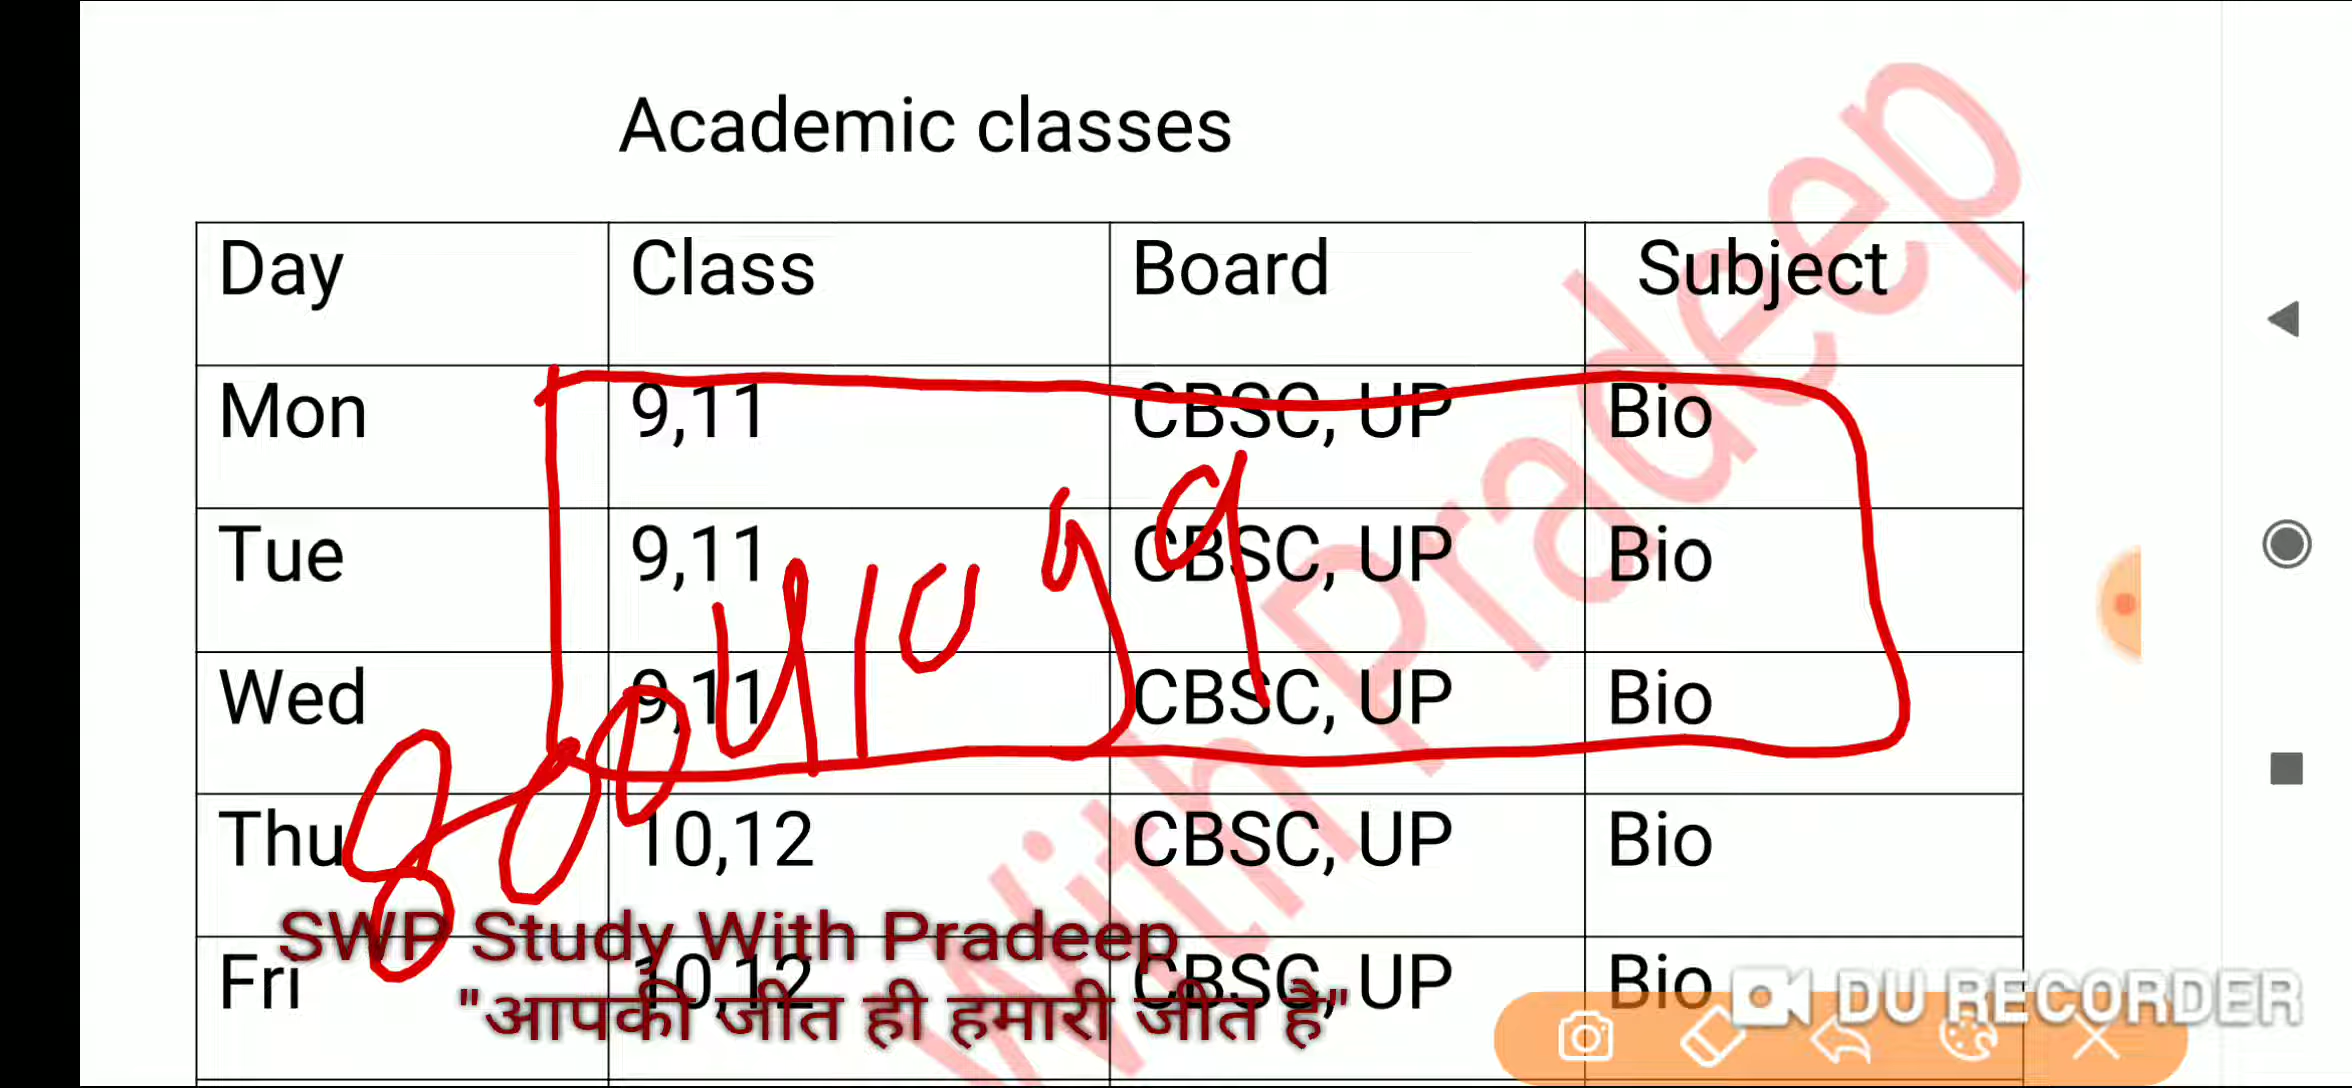 Academic classes
Day Class Board Subject
Mon 9,11 CBSC, UP Bio
Tue 9,11 CBSC, UP Bio
Wed 9,11 CBSC, UP Bio
Thu 10,12 CBSC, UP Bio
SWP Study With Pradeep
Fri 10,12 CBSC, UP Bio
"आपकी जीत ही हमारी जीत है"
DU RECORDER
With Pradeep